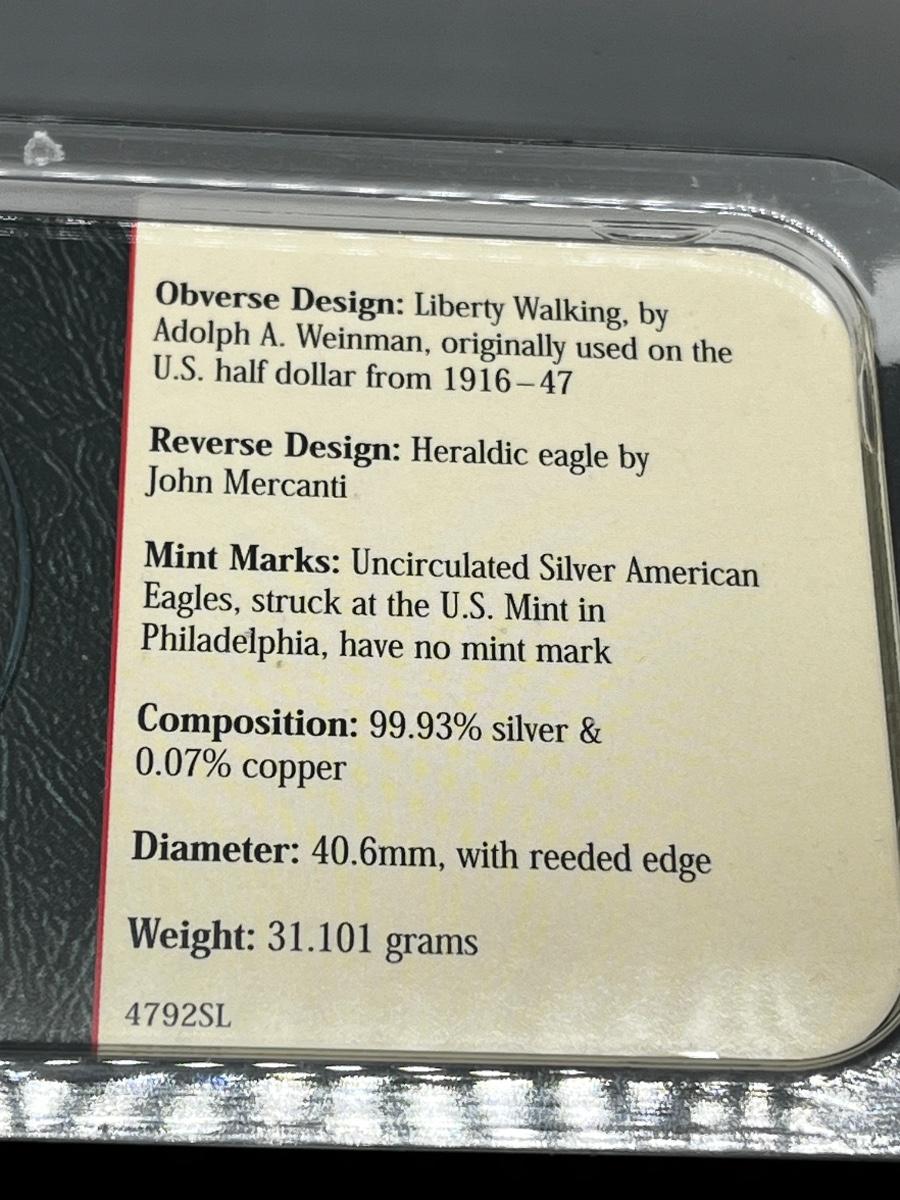 Obverse Design: Liberty Walking, by
Adolph A. Weinman, originally used on the
U.S. half dollar from 1916–47
Reverse Design: Heraldic eagle by
John Mercanti
Mint Marks: Uncirculated Silver American
Eagles, struck at the U.S. Mint in
Philadelphia, have no mint mark
Composition: 99.93% silver &
0.07% copper
Diameter: 40.6mm, with reeded edge
Weight: 31.101 grams
4792SL